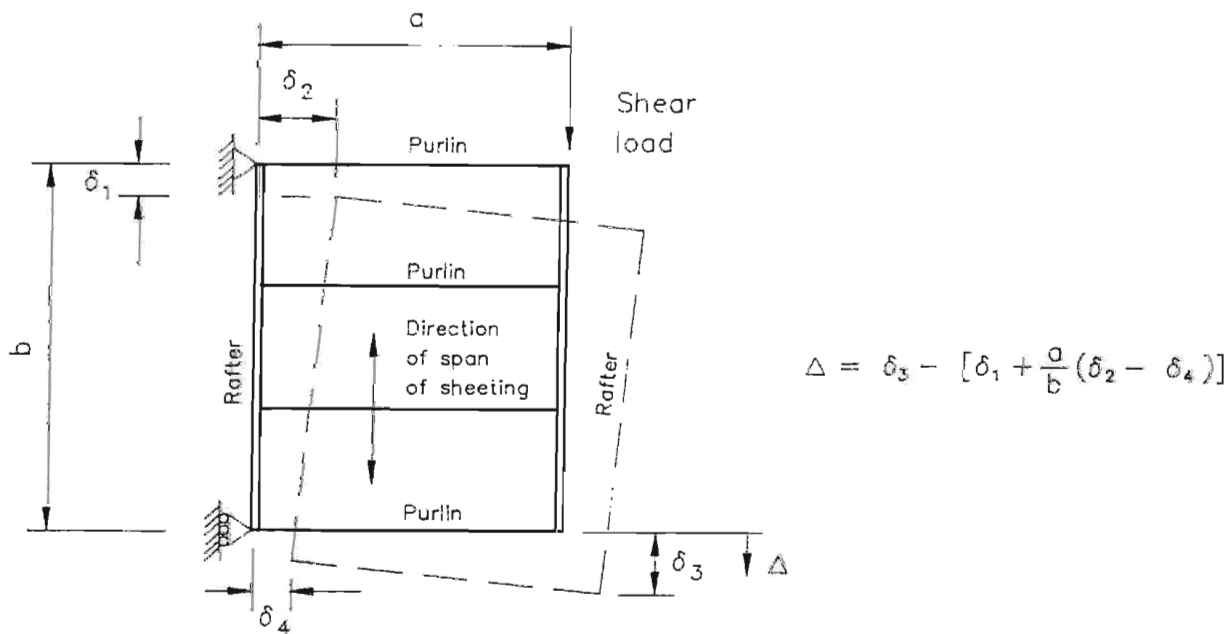 a
δ₂
Shear
load
Purlin
δ₁
Purlin
b
Rafter
Direction
of span
of sheeting
Rafter
Δ = δ₃ - [δ₁ + a/b (δ₂ - δ₄)]
Purlin
δ₃
Δ
δ₄